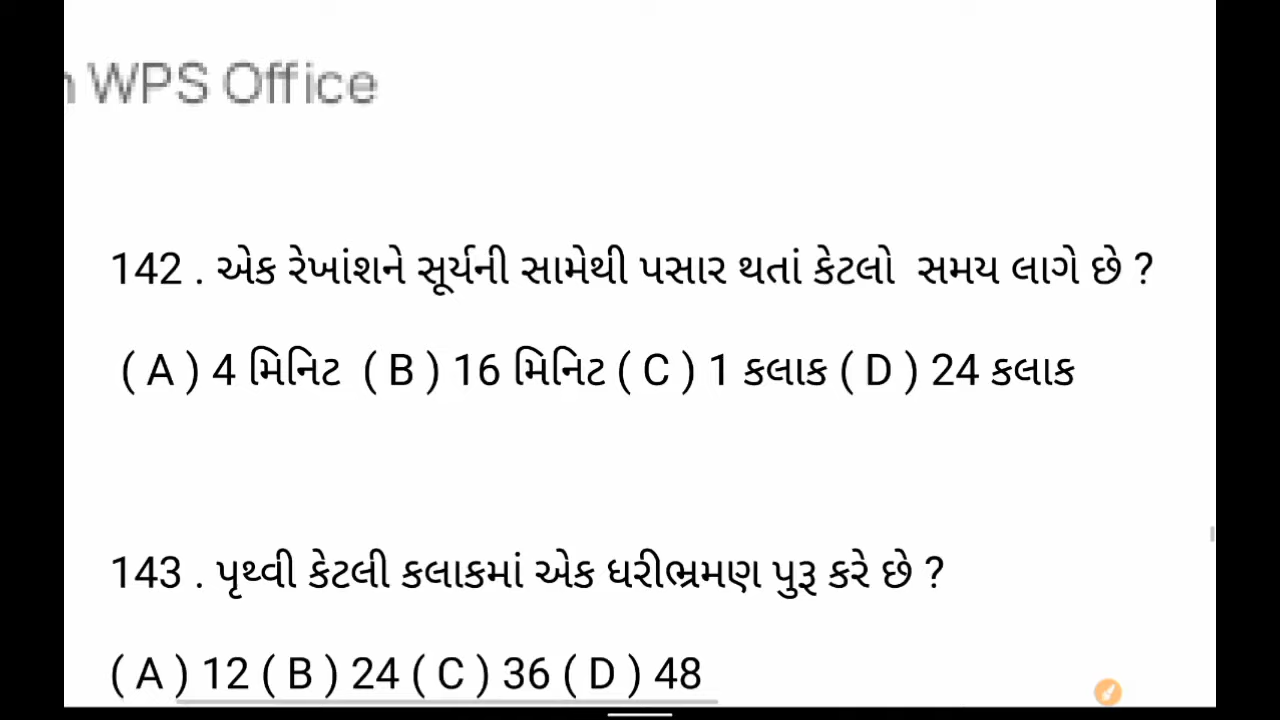 WPS Office
142 . એક રેખાંશને સૂર્યની સામેથી પસાર થતાં કેટલો સમય લાગે છે ?
( A ) 4 મિનિટ ( B ) 16 મિનિટ ( C ) 1 કલાક ( D ) 24 કલાક
143 . પૃથ્વી કેટલી કલાકમાં એક ધરીભ્રમણ પુરૂ કરે છે ?
( A ) 12 ( B ) 24 ( C ) 36 ( D ) 48